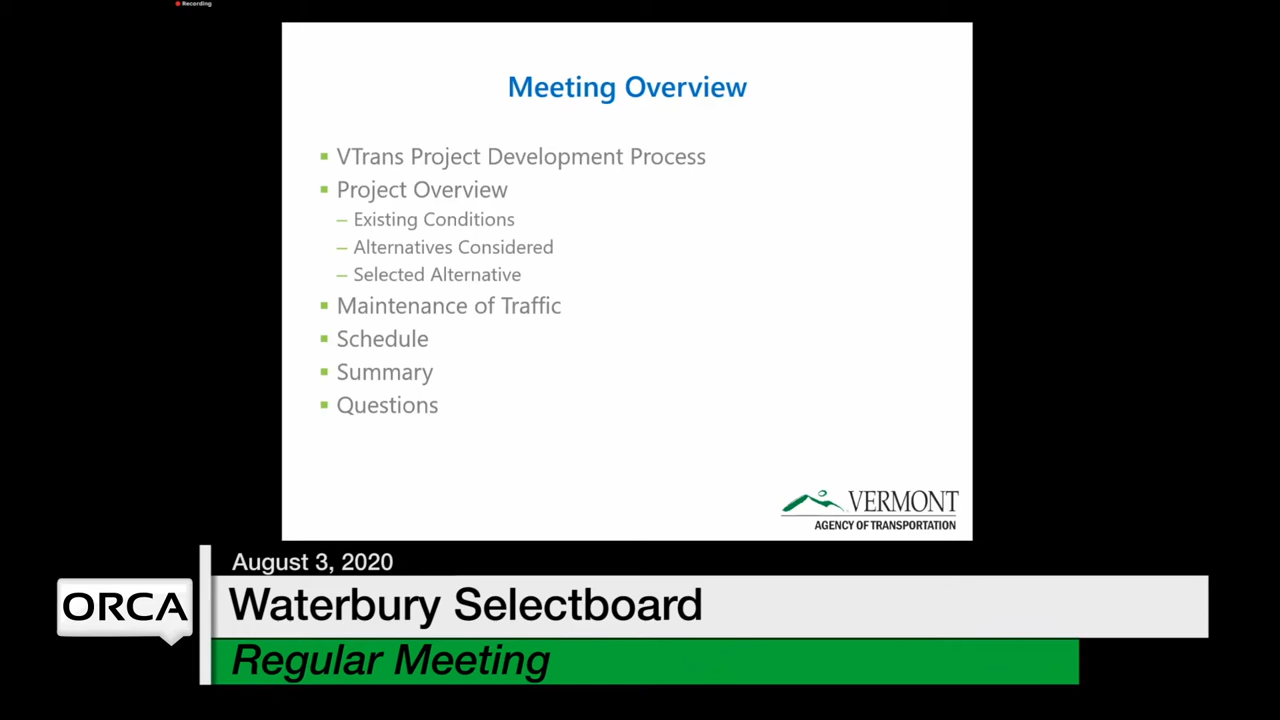 Recording
Meeting Overview
▪ VTrans Project Development Process
▪ Project Overview
– Existing Conditions
– Alternatives Considered
– Selected Alternative
▪ Maintenance of Traffic
▪ Schedule
▪ Summary
▪ Questions
VERMONT
AGENCY OF TRANSPORTATION
August 3, 2020
ORCA
Waterbury Selectboard
Regular Meeting